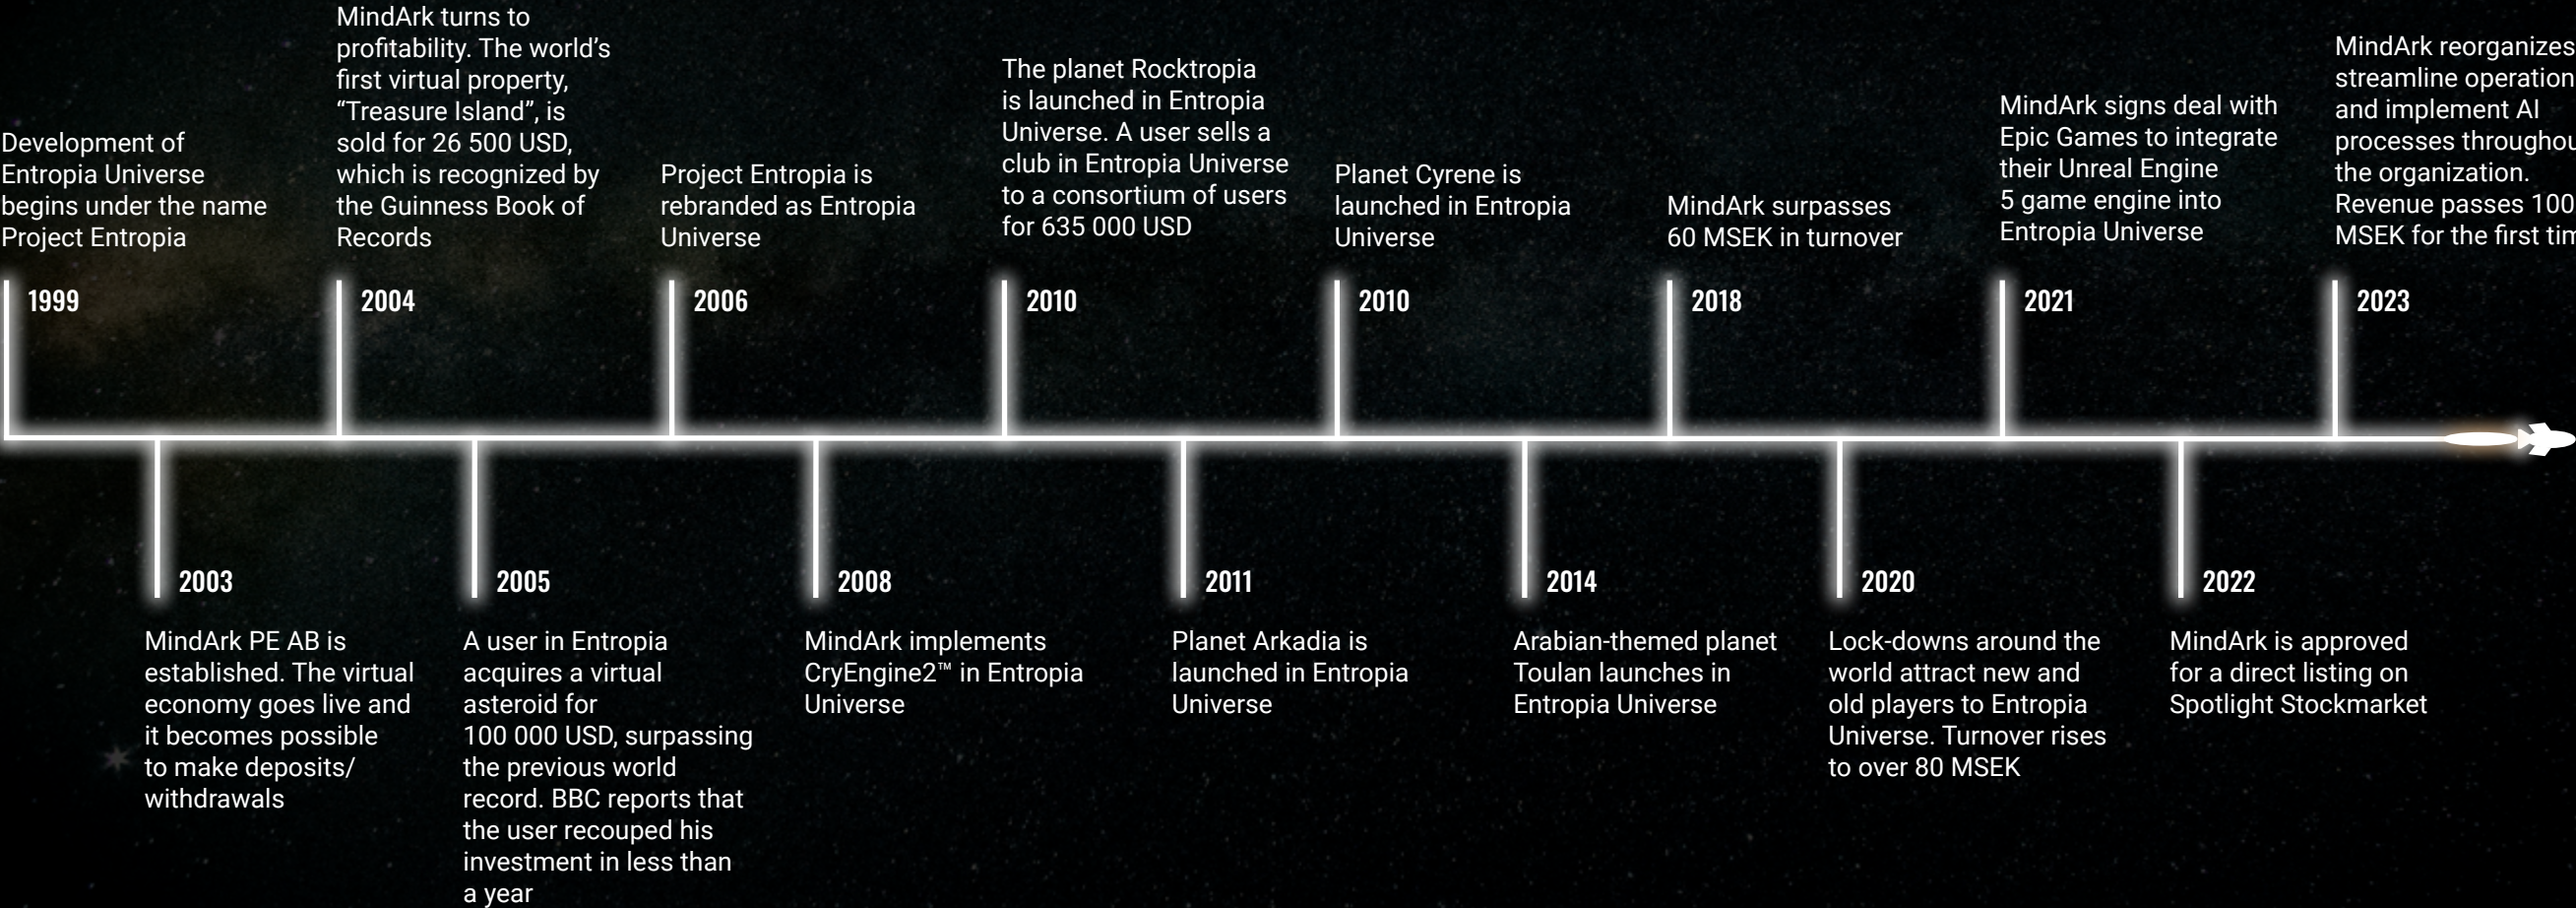 Development of
Entropia Universe
begins under the name
Project Entropia
1999
2003
MindArk PE AB is
established. The virtual
economy goes live and
it becomes possible
to make deposits/
withdrawals
MindArk turns to
profitability. The world’s
first virtual property,
“Treasure Island”, is
sold for 26 500 USD,
which is recognized by
the Guinness Book of
Records
2004
2005
A user in Entropia
acquires a virtual
asteroid for
100 000 USD, surpassing
the previous world
record. BBC reports that
the user recouped his
investment in less than
a year
Project Entropia is
rebranded as Entropia
Universe
2006
2008
MindArk implements
CryEngine2™ in Entropia
Universe
The planet Rocktropia
is launched in Entropia
Universe. A user sells a
club in Entropia Universe
to a consortium of users
for 635 000 USD
2010
2011
Planet Arkadia is
launched in Entropia
Universe
Planet Cyrene is
launched in Entropia
Universe
2010
2014
Arabian-themed planet
Toulan launches in
Entropia Universe
MindArk surpasses
60 MSEK in turnover
2018
2020
Lock-downs around the
world attract new and
old players to Entropia
Universe. Turnover rises
to over 80 MSEK
MindArk signs deal with
Epic Games to integrate
their Unreal Engine
5 game engine into
Entropia Universe
2021
2022
MindArk is approved
for a direct listing on
Spotlight Stockmarket
MindArk reorganizes
streamline operation
and implement AI
processes throughou
the organization.
Revenue passes 100
MSEK for the first tim
2023